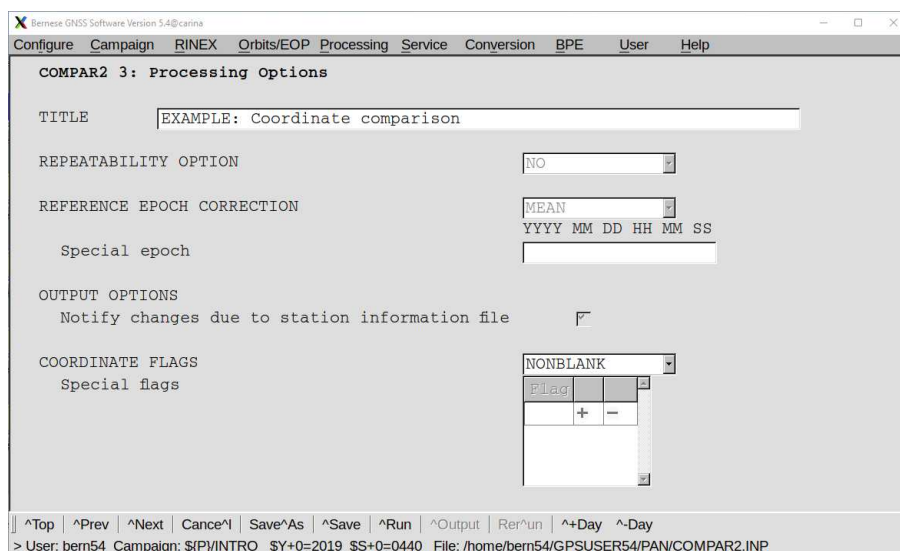 Bernese GNSS Software Version 5.4@carina
Configure Campaign RINEX Orbits/EOP Processing Service Conversion BPE User Help
COMPAR2 3: Processing Options
TITLE EXAMPLE: Coordinate comparison
REPEATABILITY OPTION NO
REFERENCE EPOCH CORRECTION MEAN
YYYY MM DD HH MM SS
Special epoch
OUTPUT OPTIONS
Notify changes due to station information file
COORDINATE FLAGS NONBLANK
Special flags Flag
+ −
^Top ^Prev ^Next Cance^l Save^As ^Save ^Run ^Output Rer^un ^+Day ^-Day
> User: bern54 Campaign: ${P}/INTRO $Y+0=2019 $S+0=0440 File: /home/bern54/GPSUSER54/PAN/COMPAR2.INP